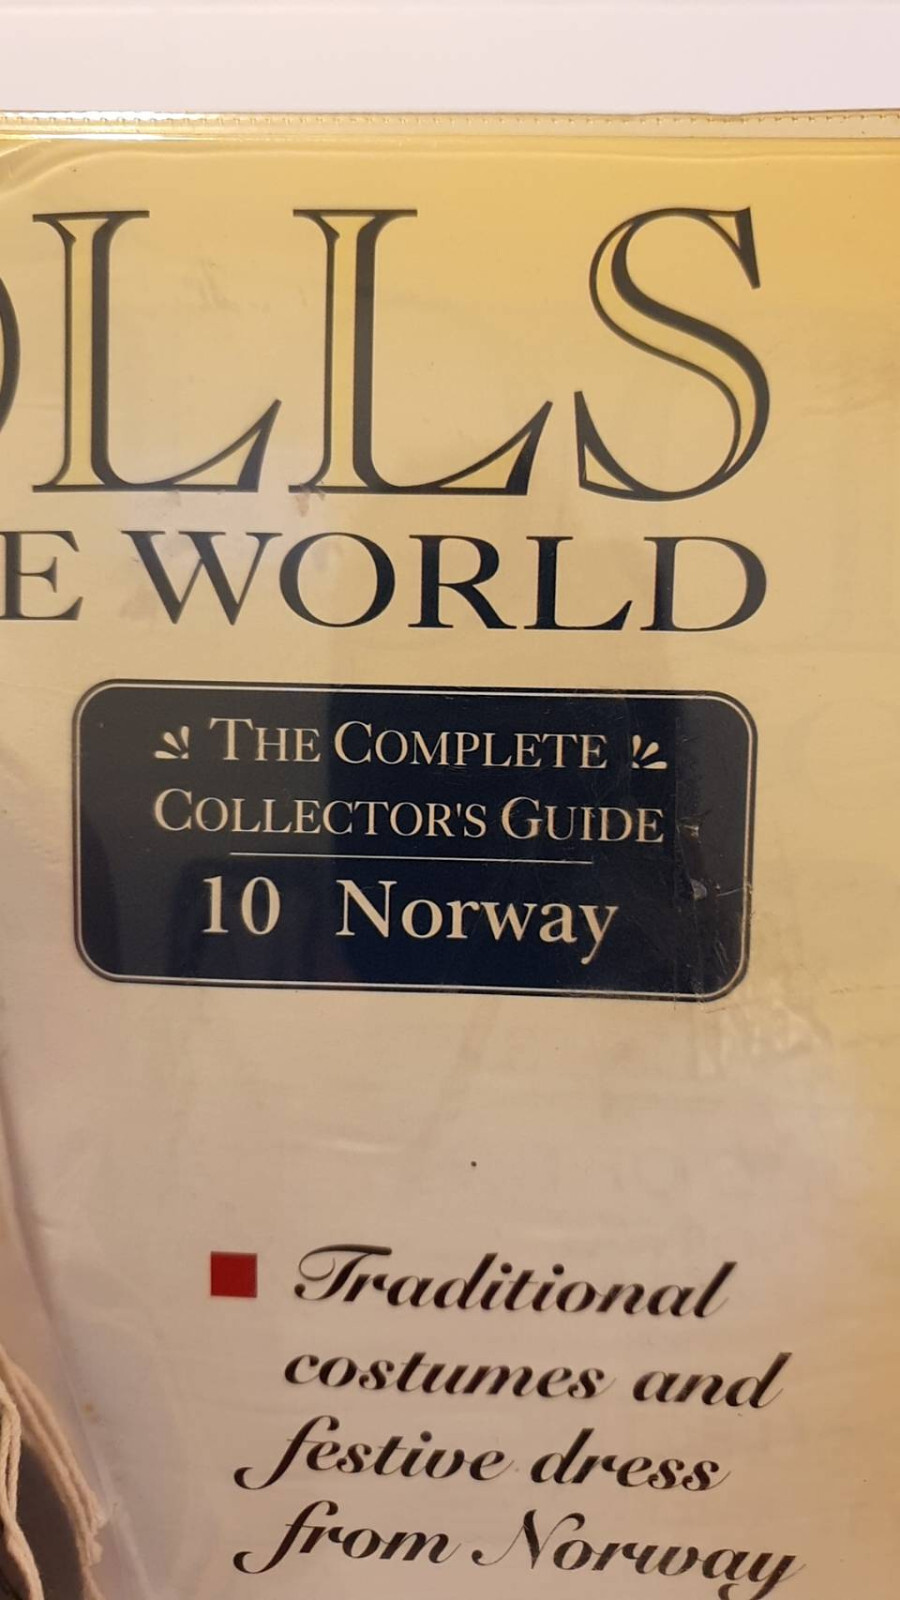 OLLS
E WORLD
THE COMPLETE
COLLECTOR'S GUIDE
10 Norway
Traditional
costumes and
festive dress
from Norway